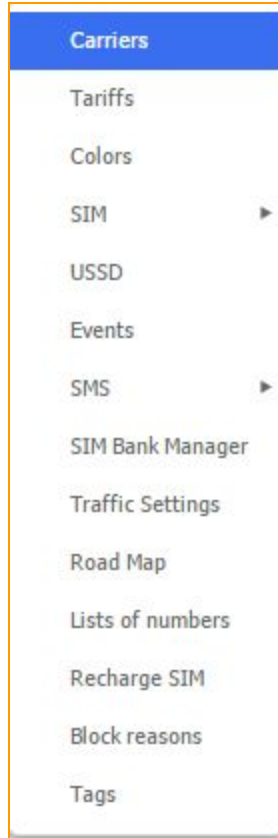 Carriers
Tariffs
Colors
SIM
USSD
Events
SMS
SIM Bank Manager
Traffic Settings
Road Map
Lists of numbers
Recharge SIM
Block reasons
Tags